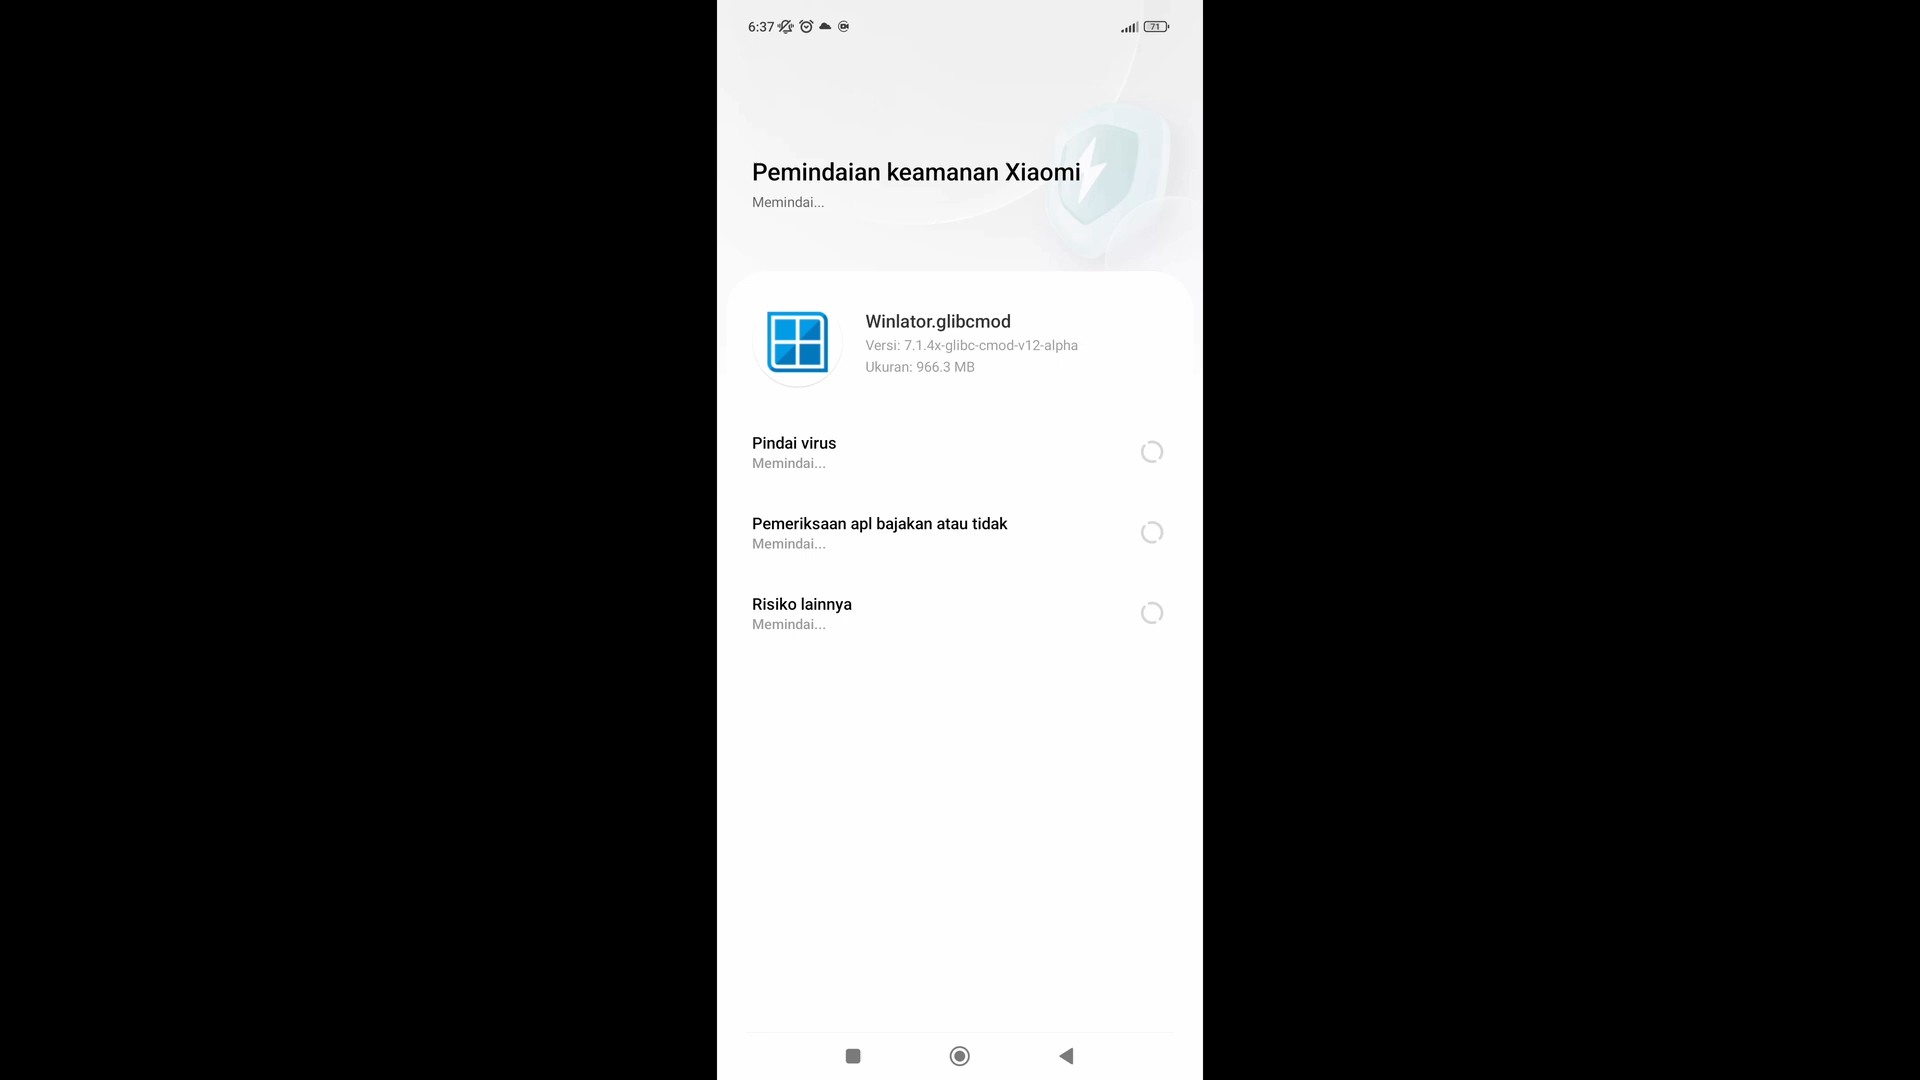 6:37
71
Pemindaian keamanan Xiaomi
Memindai...
Winlator.glibcmod
Versi: 7.1.4x-glibc-cmod-v12-alpha
Ukuran: 966.3 MB
Pindai virus
Memindai...
Pemeriksaan apl bajakan atau tidak
Memindai...
Risiko lainnya
Memindai...